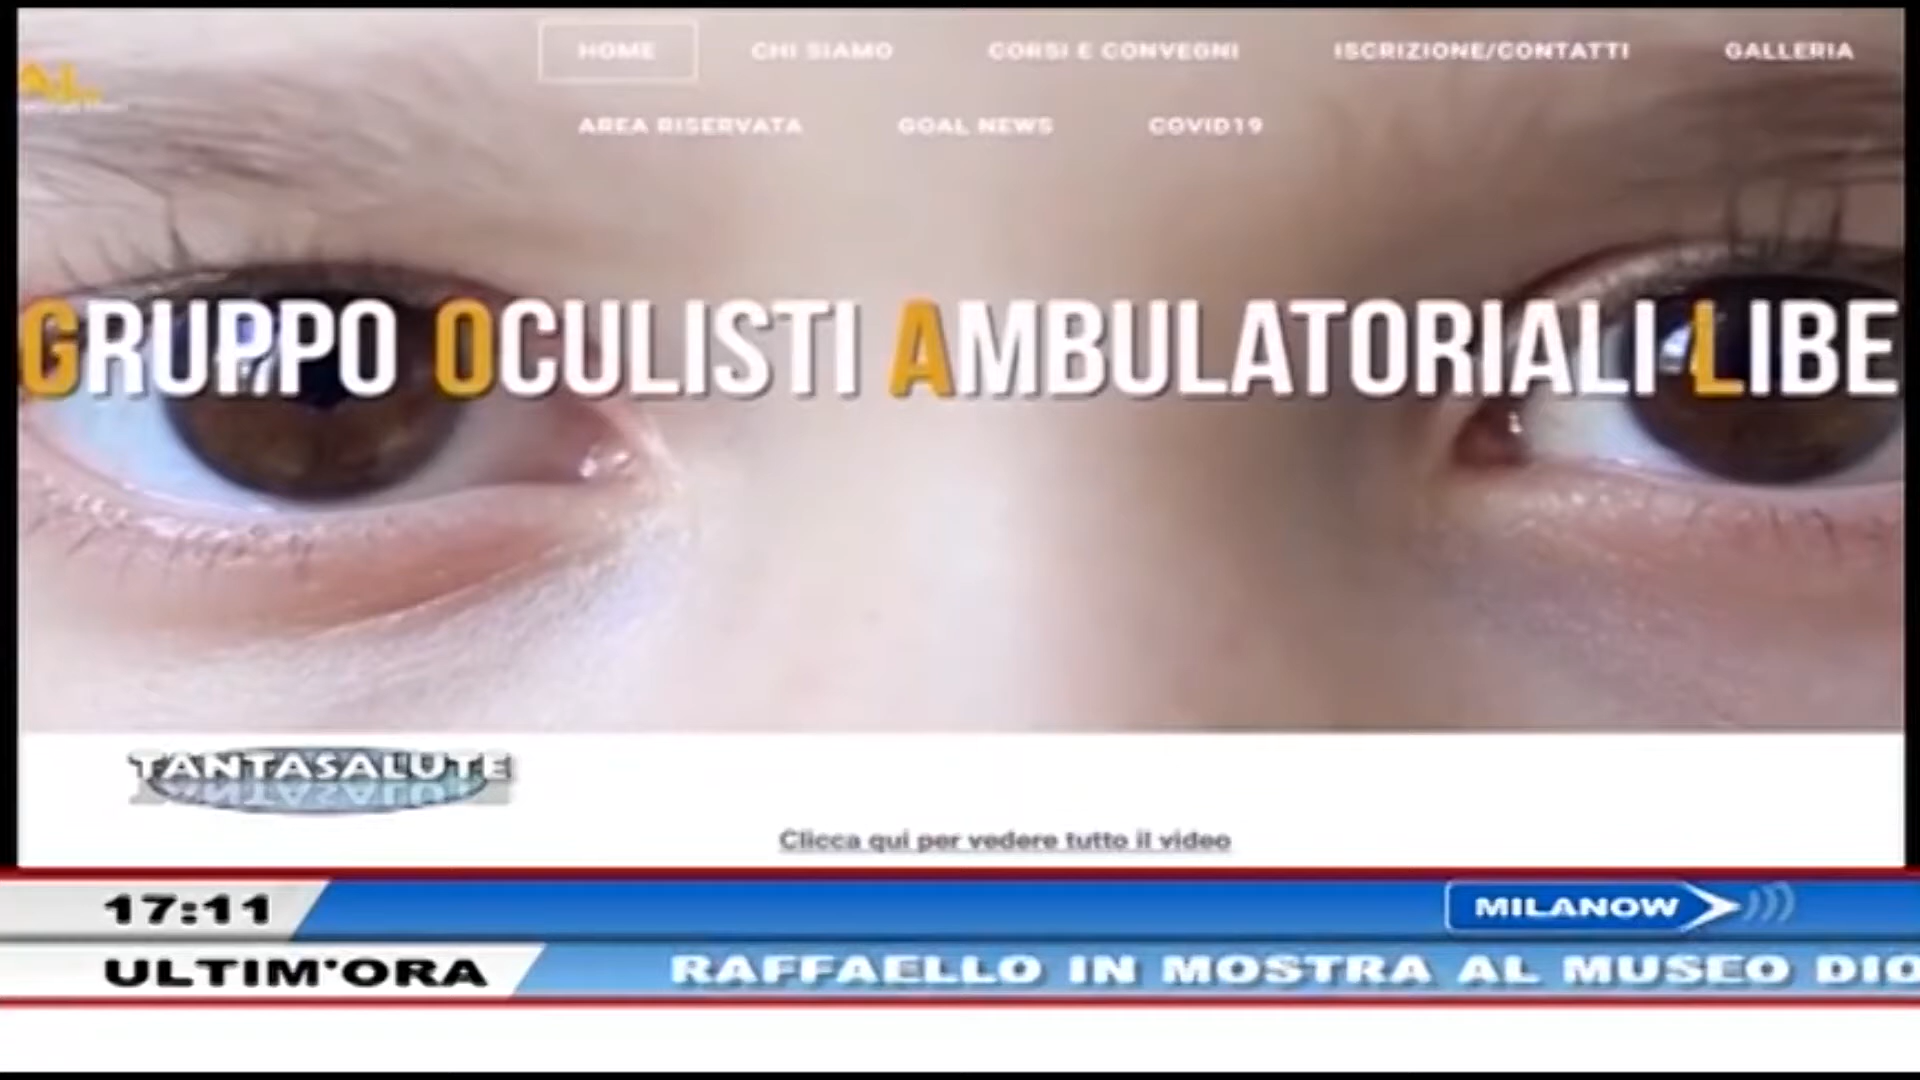 HOME CHI SIAMO CORSI E CONVEGNI ISCRIZIONE/CONTATTI GALLERIA
AREA RISERVATA GOAL NEWS COVID19
GRUPPO OCULISTI AMBULATORIALI LIBE
TANTASALUTE
Clicca qui per vedere tutto il video
17:11
MILANOW
ULTIM'ORA
RAFFAELLO IN MOSTRA AL MUSEO DIO